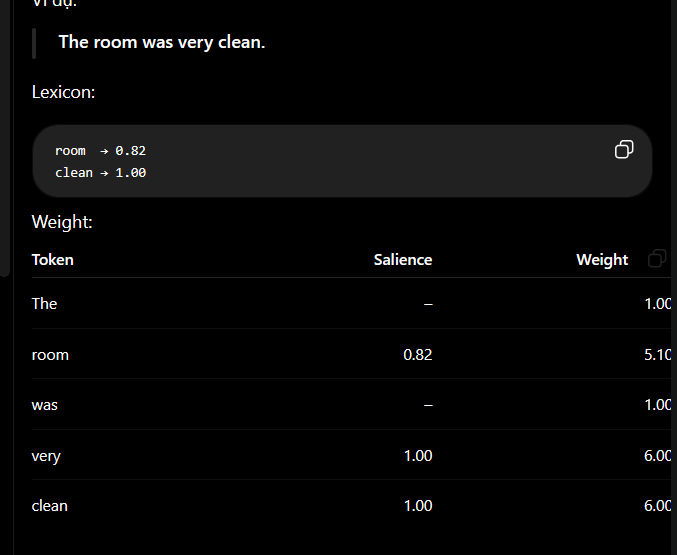 Ví dụ:
The room was very clean.
Lexicon:
room → 0.82
clean → 1.00
Weight:
Token Salience Weight
The – 1.00
room 0.82 5.10
was – 1.00
very 1.00 6.00
clean 1.00 6.00